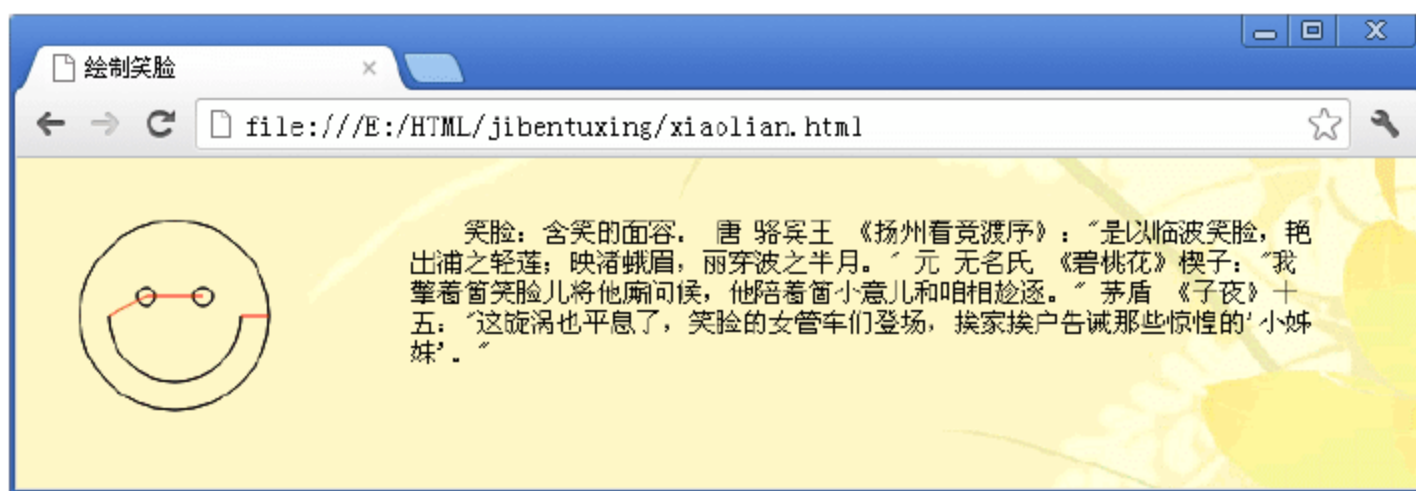 绘制笑脸
file:///E:/HTML/jibentuxing/xiaolian.html
笑脸：含笑的面容． 唐 骆宾王 《扬州看竞渡序》："是以临波笑脸，艳
出浦之轻莲；映渚蛾眉，丽穿波之半月。" 元 无名氏 《碧桃花》楔子："我
擎着箇笑脸儿将他厮问候，他陪着箇小意儿和咱相趁逐。" 茅盾 《子夜》十
五："这旋涡也平息了，笑脸的女管车们登场，挨家挨户告诫那些惊惶的'小姊
妹'。"